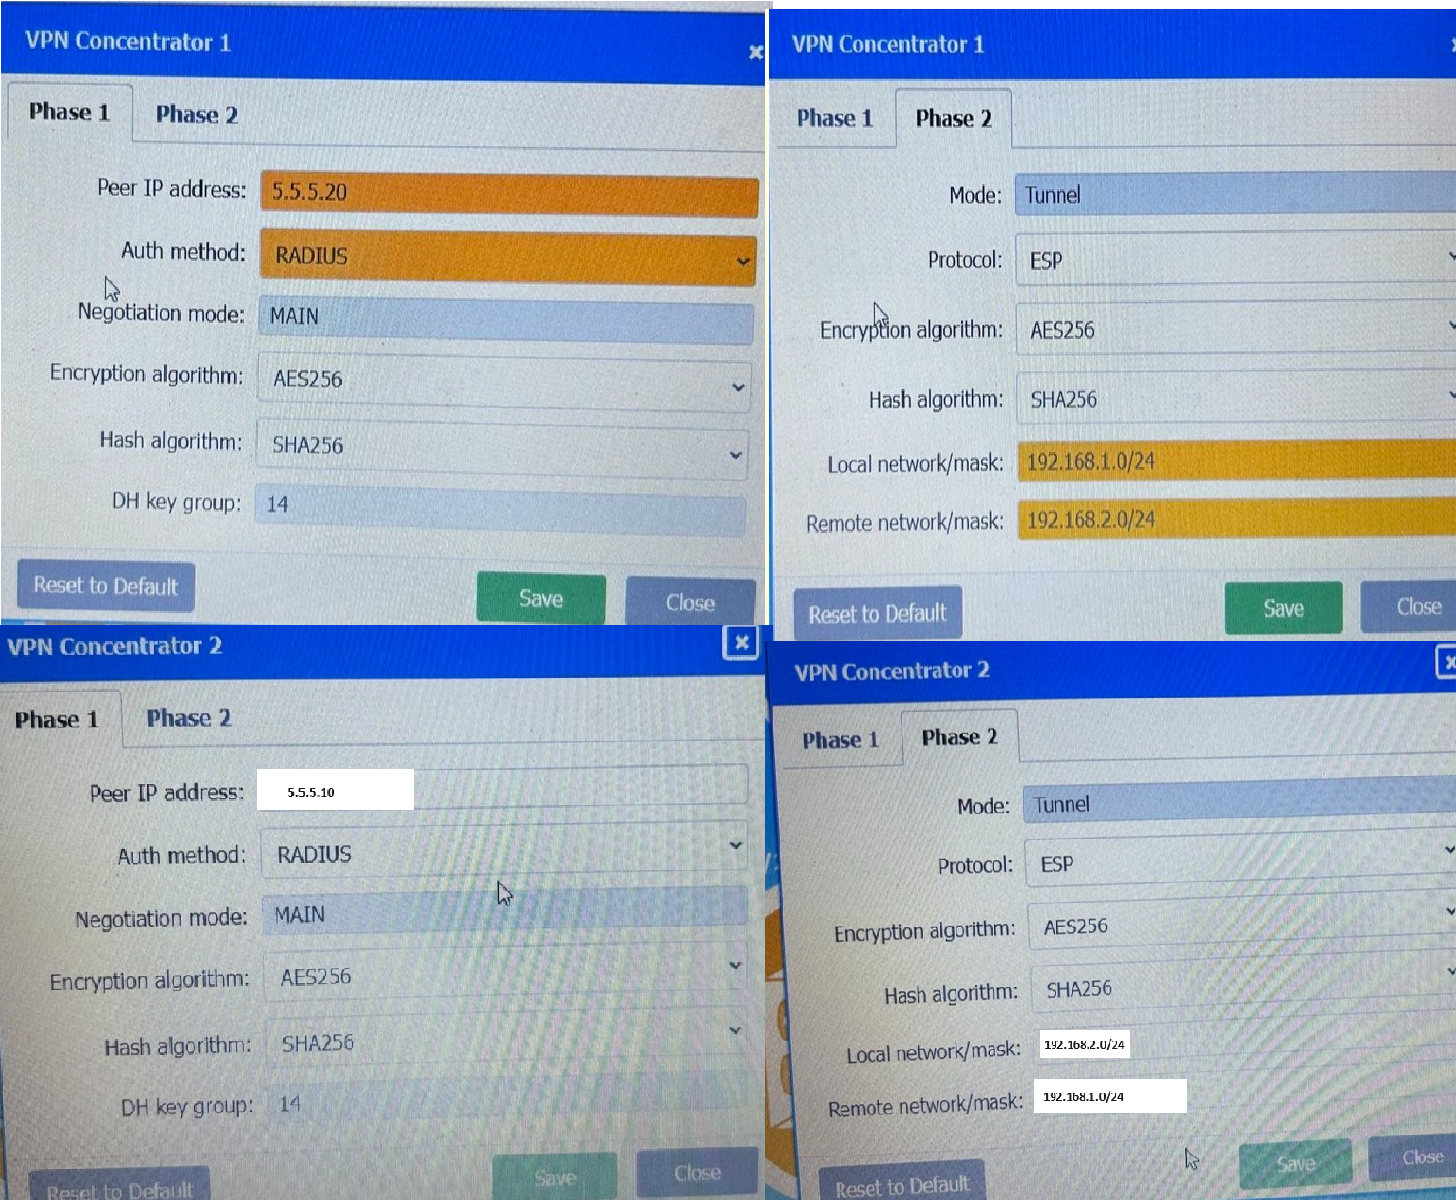 VPN Concentrator 1
Phase 1 Phase 2
Peer IP address: 5.5.5.20
Auth method: RADIUS
Negotiation mode: MAIN
Encryption algorithm: AES256
Hash algorithm: SHA256
DH key group: 14
Reset to Default Save Close
VPN Concentrator 1
Phase 1 Phase 2
Mode: Tunnel
Protocol: ESP
Encryption algorithm: AES256
Hash algorithm: SHA256
Local network/mask: 192.168.1.0/24
Remote network/mask: 192.168.2.0/24
Reset to Default Save Close
VPN Concentrator 2
Phase 1 Phase 2
Peer IP address: 5.5.5.10
Auth method: RADIUS
Negotiation mode: MAIN
Encryption algorithm: AES256
Hash algorithm: SHA256
DH key group: 14
Reset to Default Save Close
VPN Concentrator 2
Phase 1 Phase 2
Mode: Tunnel
Protocol: ESP
Encryption algorithm: AES256
Hash algorithm: SHA256
Local network/mask: 192.168.2.0/24
Remote network/mask: 192.168.1.0/24
Reset to Default Save Close